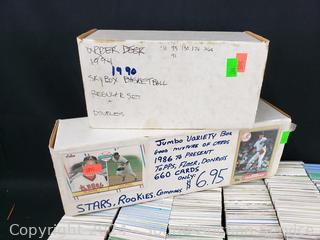 UPPER DECK
1994
1990
SKYBOX BASKETBALL
REGULAR SET
+
DOUBLES
91
JUMBO VARIETY BOX
GOOD MIXTURE OF CARDS
1986 TO PRESENT
TOPPS, FLEER, DONRUSS
660 CARDS
ONLY:
$ 6.95
STARS, ROOKIES, COMMONS